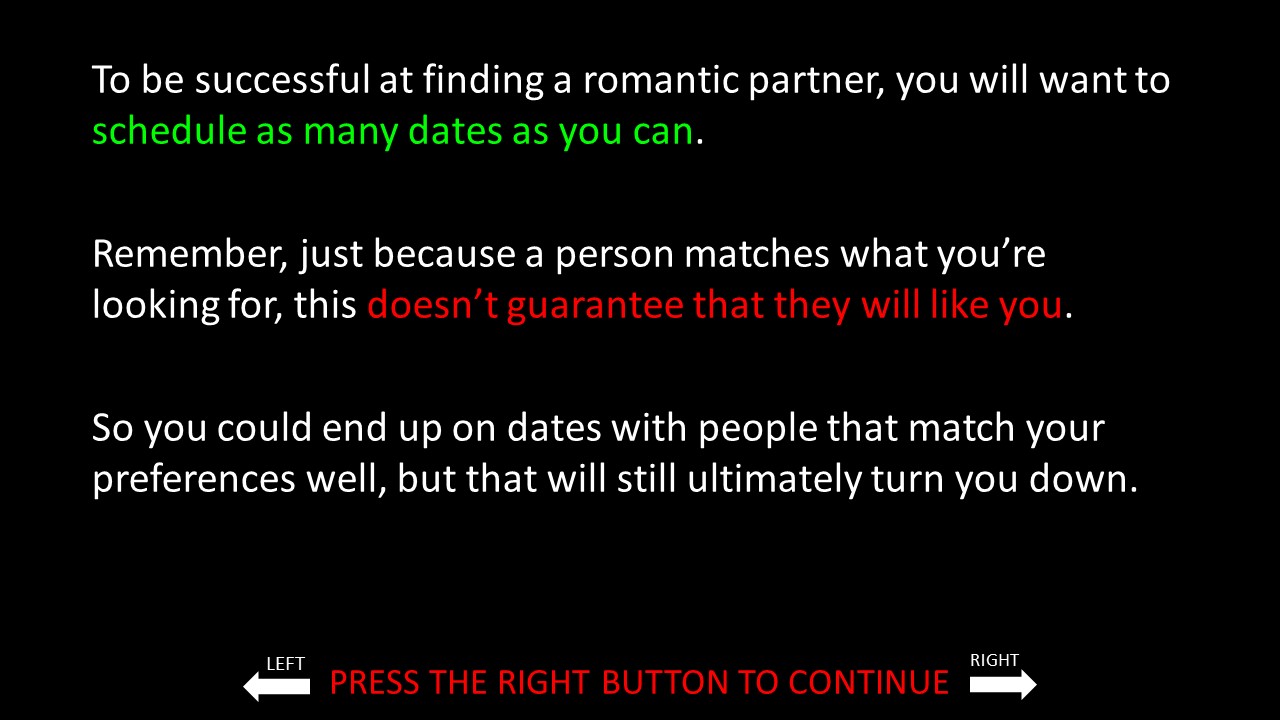 To be successful at finding a romantic partner, you will want to
schedule as many dates as you can.
Remember, just because a person matches what you’re
looking for, this doesn’t guarantee that they will like you.
So you could end up on dates with people that match your
preferences well, but that will still ultimately turn you down.
LEFT
PRESS THE RIGHT BUTTON TO CONTINUE
RIGHT